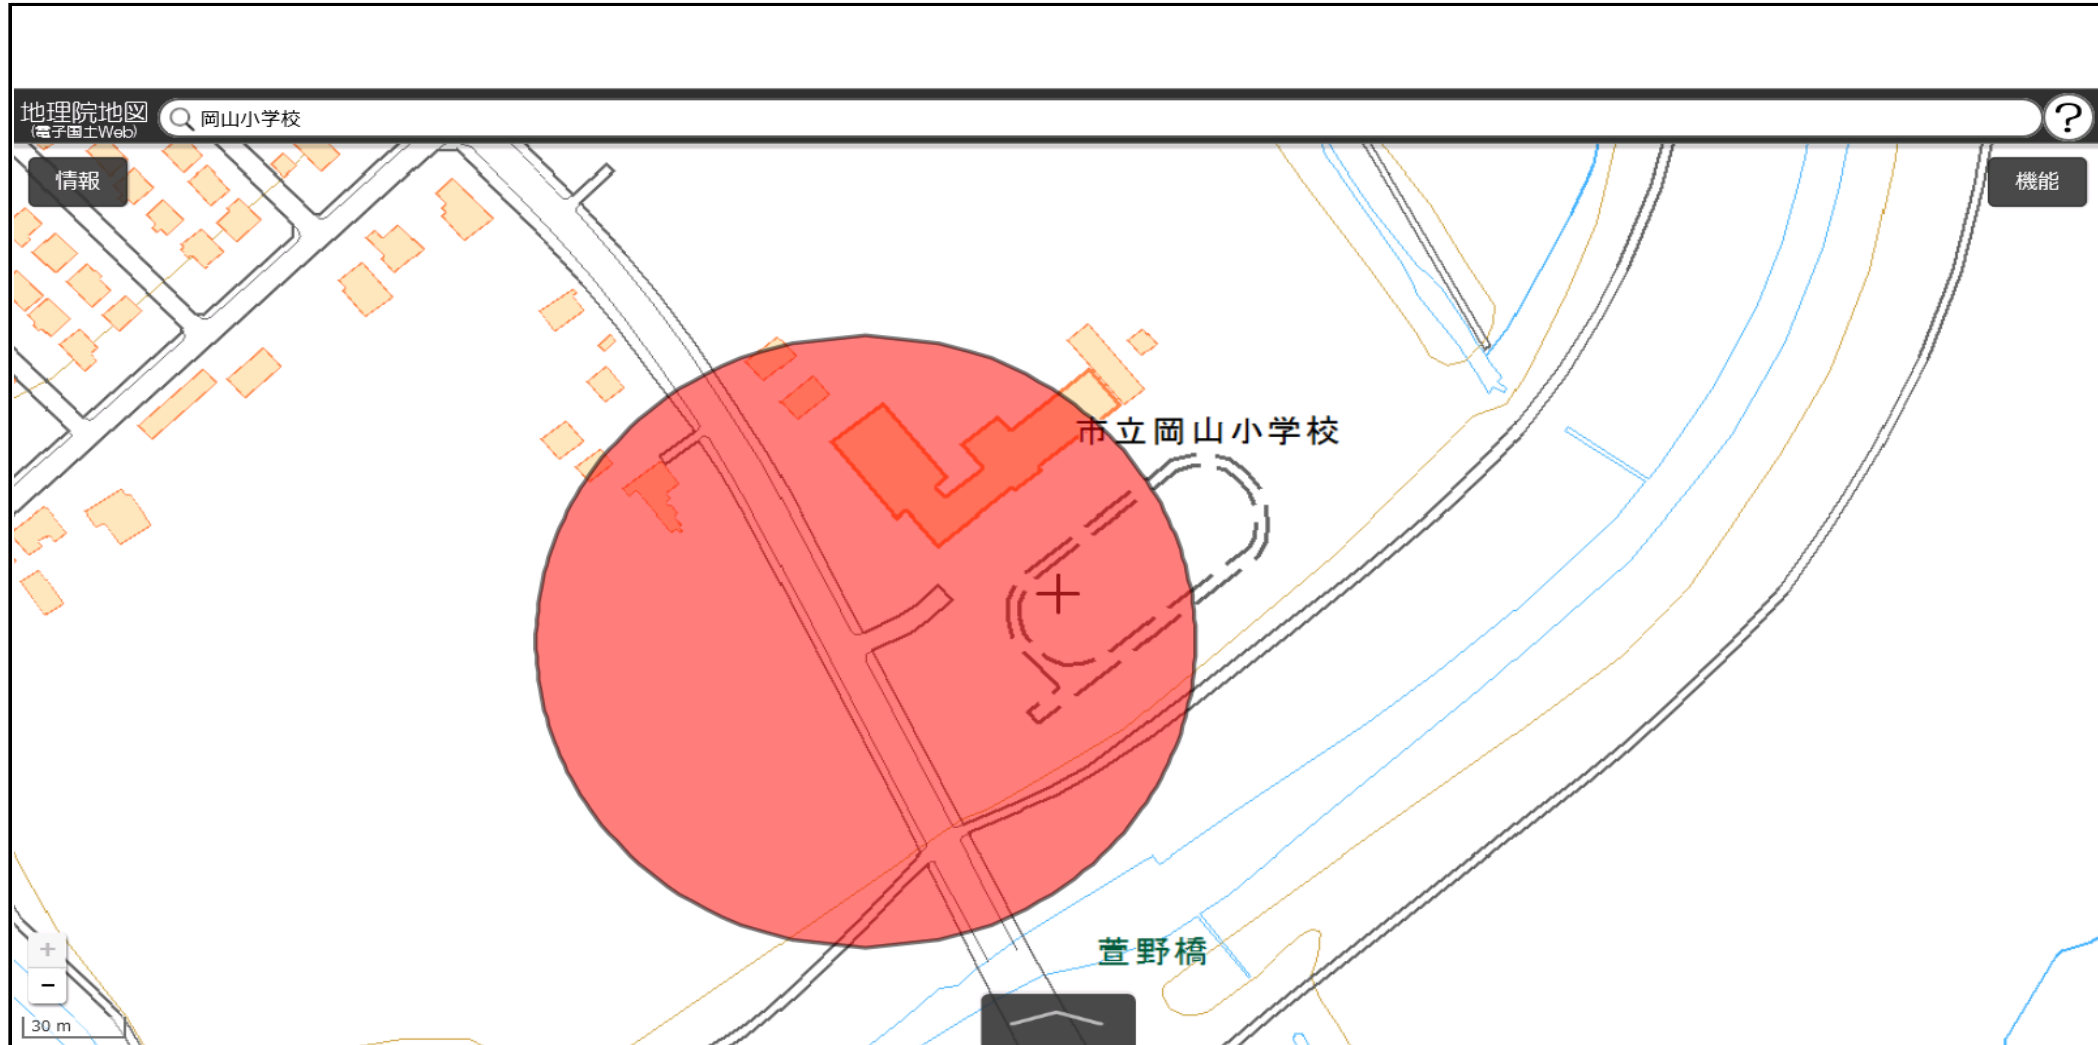 地理院地図
(電子国土Web)
岡山小学校
?
情報
機能
市立岡山小学校
萱野橋
+
−
30 m